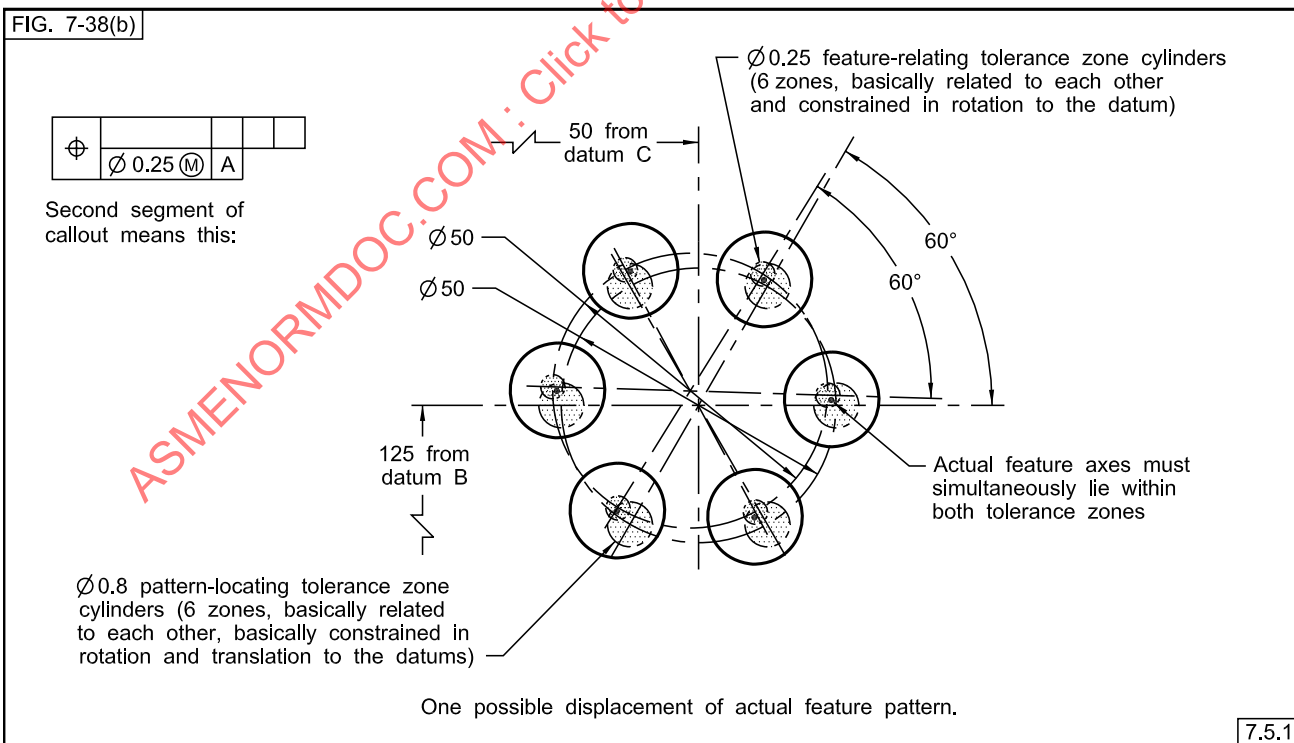 FIG. 7-38(b)
Ø 0.25 Ⓜ A
Second segment of
callout means this:
50 from
datum C
Ø 0.25 feature-relating tolerance zone cylinders
(6 zones, basically related to each other
and constrained in rotation to the datum)
Ø 50
Ø 50
60°
60°
125 from
datum B
Actual feature axes must
simultaneously lie within
both tolerance zones
Ø 0.8 pattern-locating tolerance zone
cylinders (6 zones, basically related
to each other, basically constrained in
rotation and translation to the datums)
One possible displacement of actual feature pattern.
7.5.1
ASMENORMDOC.COM : Click to